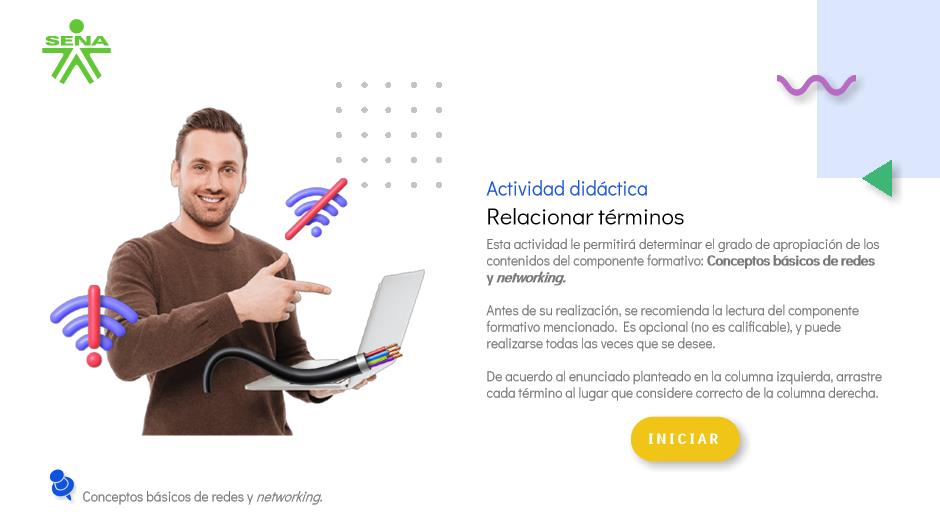 SENA
Actividad didáctica
Relacionar términos
Esta actividad le permitirá determinar el grado de apropiación de los
contenidos del componente formativo: Conceptos básicos de redes
y networking.
Antes de su realización, se recomienda la lectura del componente
formativo mencionado. Es opcional (no es calificable), y puede
realizarse todas las veces que se desee.
De acuerdo al enunciado planteado en la columna izquierda, arrastre
cada término al lugar que considere correcto de la columna derecha.
INICIAR
Conceptos básicos de redes y networking.